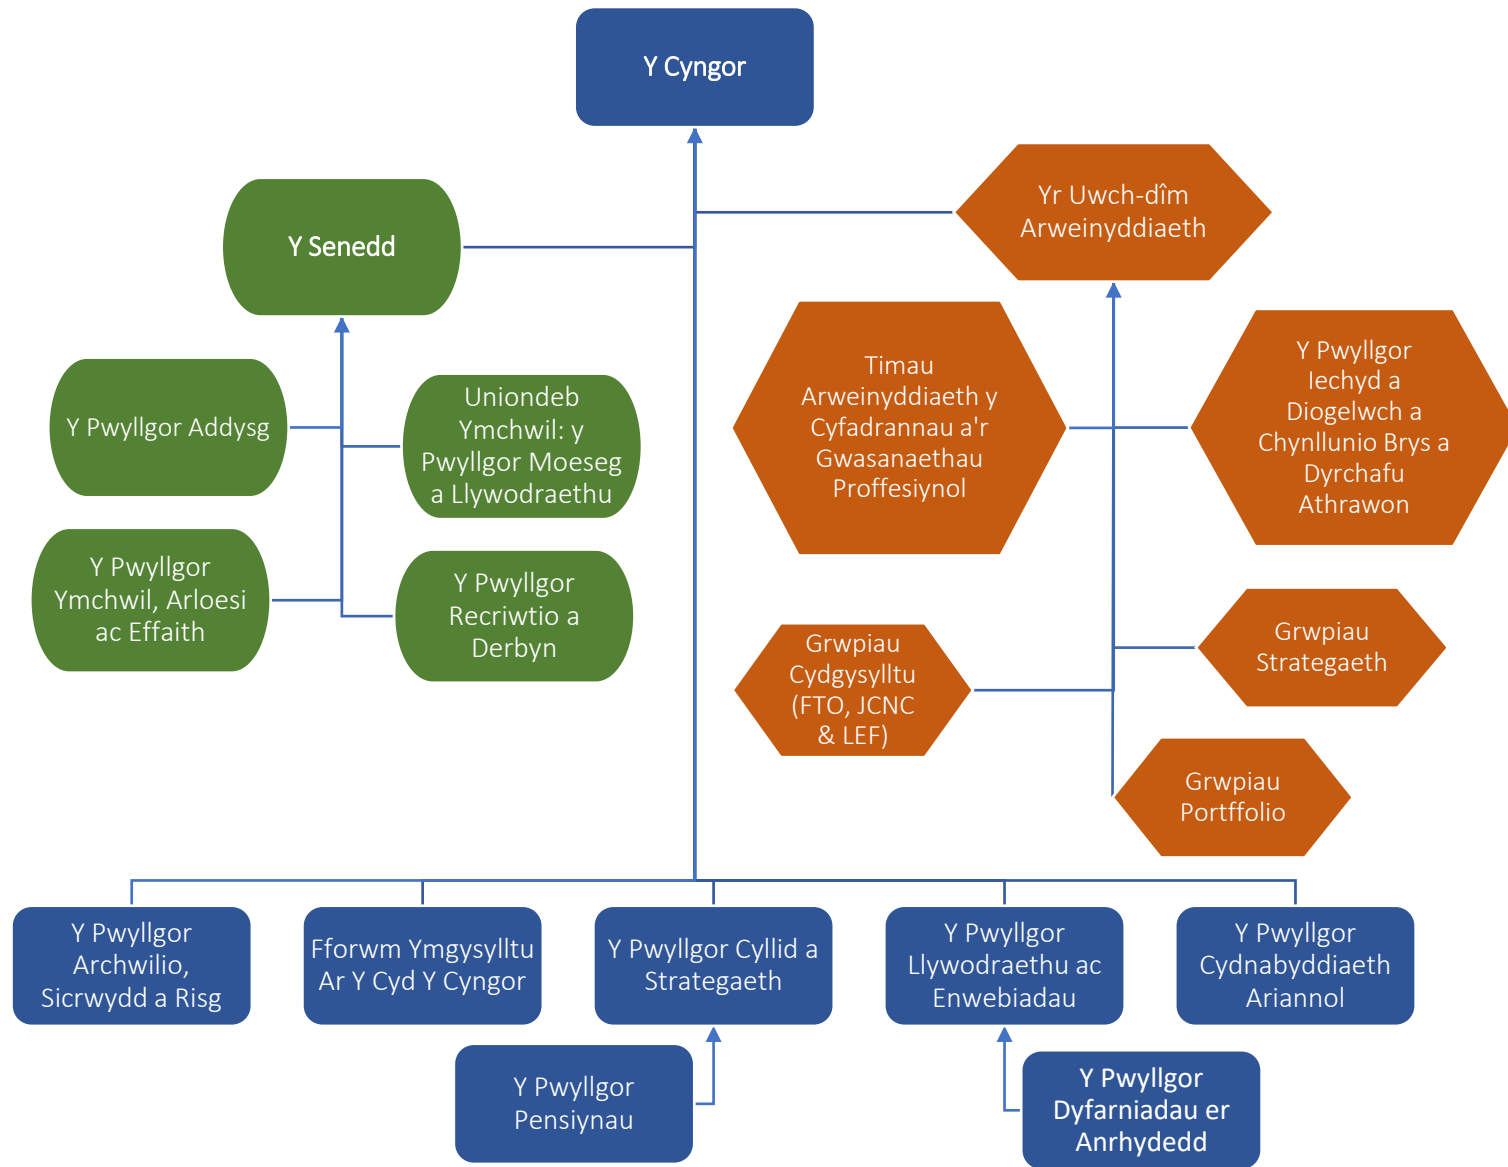 Y Cyngor
Yr Uwch-dîm
Arweinyddiaeth
Y Senedd
Timau
Arweinyddiaeth y
Cyfadrannau a'r
Gwasanaethau
Proffesiynol
Y Pwyllgor
Iechyd a
Diogelwch a
Chynllunio Brys a
Dyrchafu
Athrawon
Y Pwyllgor Addysg
Uniondeb
Ymchwil: y
Pwyllgor Moeseg
a Llywodraethu
Y Pwyllgor
Ymchwil, Arloesi
ac Effaith
Y Pwyllgor
Recriwtio a
Derbyn
Grwpiau
Cydgysylltu
(FTO, JCNC
& LEF)
Grwpiau
Strategaeth
Grwpiau
Portffolio
Y Pwyllgor
Archwilio,
Sicrwydd a Risg
Fforwm Ymgysylltu
Ar Y Cyd Y Cyngor
Y Pwyllgor Cyllid a
Strategaeth
Y Pwyllgor
Llywodraethu ac
Enwebiadau
Y Pwyllgor
Cydnabyddiaeth
Ariannol
Y Pwyllgor
Pensiynau
Y Pwyllgor
Dyfarniadau er
Anrhydedd